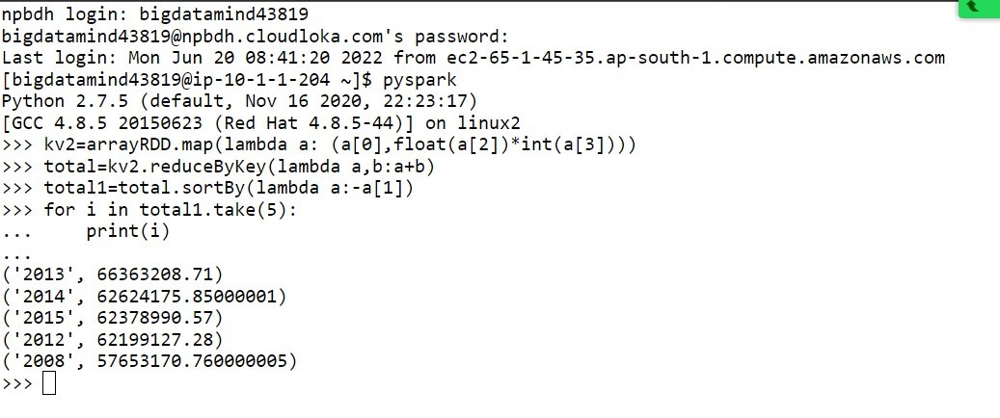 npbdh login: bigdatamind43819
bigdatamind43819@npbdh.cloudloka.com's password:
Last login: Mon Jun 20 08:41:20 2022 from ec2-65-1-45-35.ap-south-1.compute.amazonaws.com
[bigdatamind43819@ip-10-1-1-204 ~]$ pyspark
Python 2.7.5 (default, Nov 16 2020, 22:23:17)
[GCC 4.8.5 20150623 (Red Hat 4.8.5-44)] on linux2
>>> kv2=arrayRDD.map(lambda a: (a[0],float(a[2])*int(a[3])))
>>> total=kv2.reduceByKey(lambda a,b:a+b)
>>> total1=total.sortBy(lambda a:-a[1])
>>> for i in total1.take(5):
...     print(i)
...
('2013', 66363208.71)
('2014', 62624175.85000001)
('2015', 62378990.57)
('2012', 62199127.28)
('2008', 57653170.760000005)
>>>